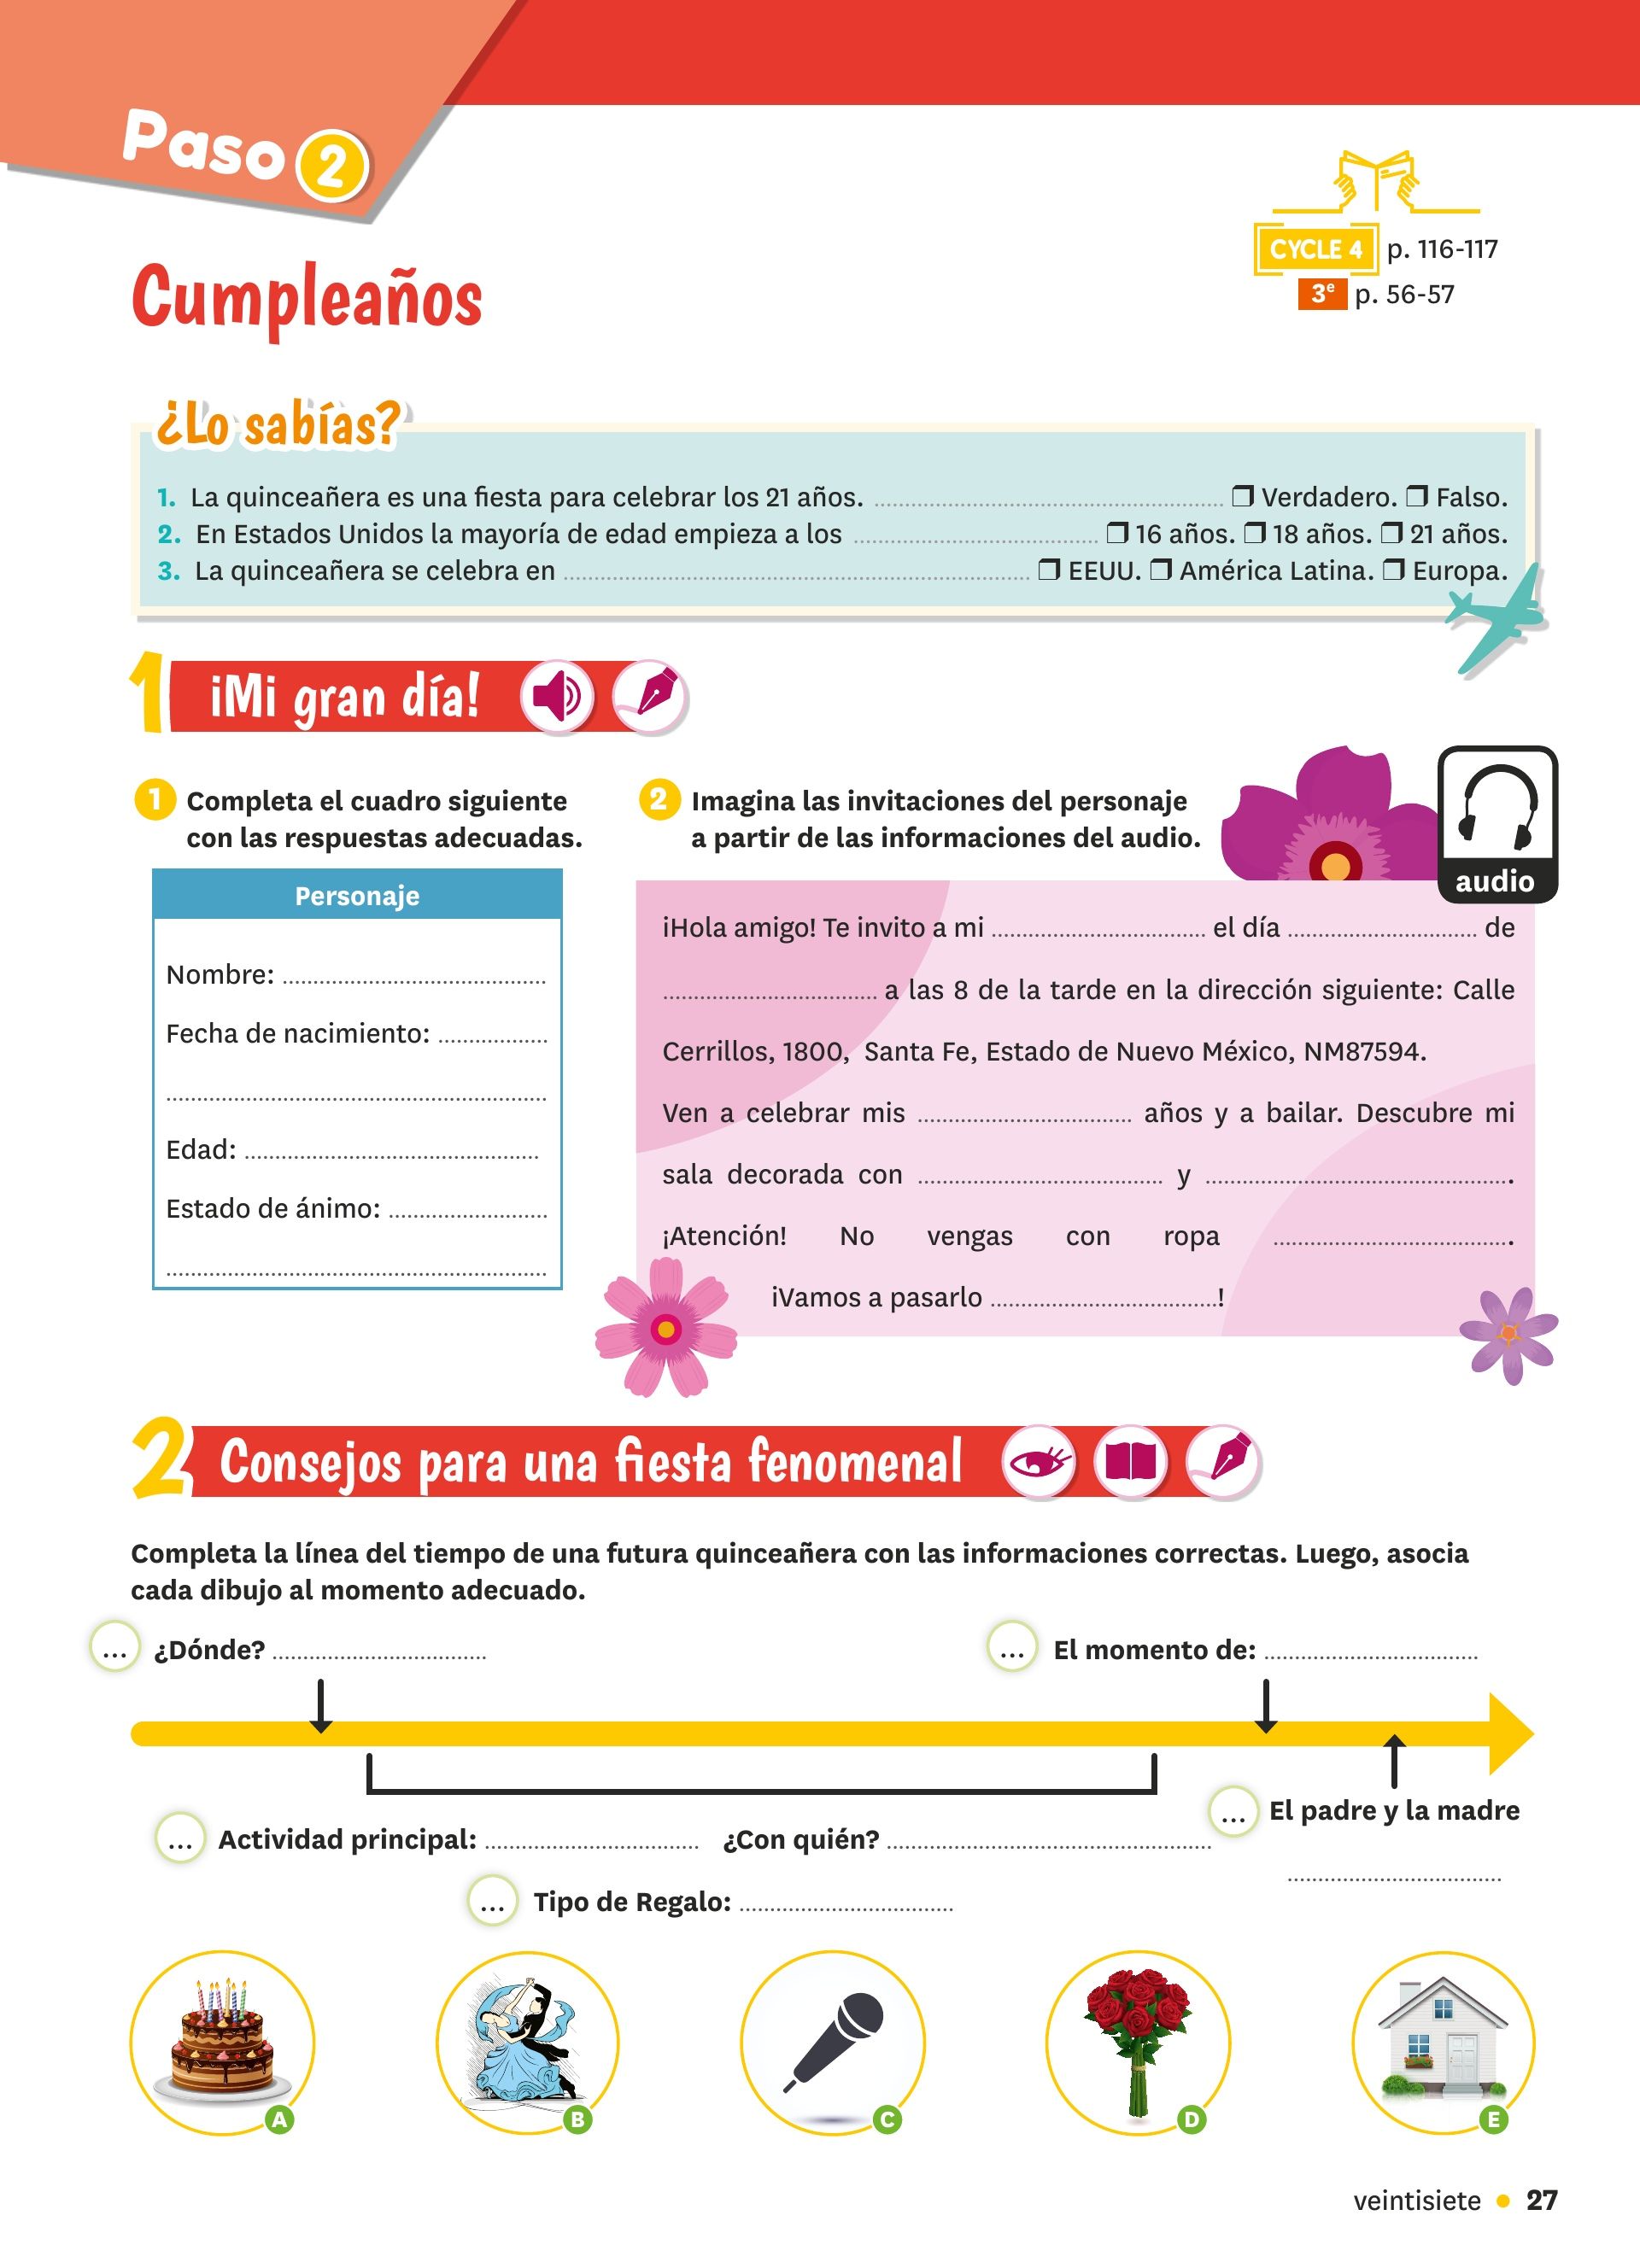 Paso 2
CYCLE 4 p. 116-117
3e p. 56-57
Cumpleaños
¿Lo sabías?
1. La quinceañera es una fiesta para celebrar los 21 años. ........................................ ❒ Verdadero. ❒ Falso.
2. En Estados Unidos la mayoría de edad empieza a los ........................................ ❒ 16 años. ❒ 18 años. ❒ 21 años.
3. La quinceañera se celebra en ........................................ ❒ EEUU. ❒ América Latina. ❒ Europa.
1 ¡Mi gran día!
1 Completa el cuadro siguiente
con las respuestas adecuadas.
Personaje
Nombre: ........................................
Fecha de nacimiento: ..................
........................................
Edad: ........................................
Estado de ánimo: ..........................
........................................
2 Imagina las invitaciones del personaje
a partir de las informaciones del audio.
audio
¡Hola amigo! Te invito a mi ................................... el día ............................... de
................................... a las 8 de la tarde en la dirección siguiente: Calle
Cerrillos, 1800, Santa Fe, Estado de Nuevo México, NM87594.
Ven a celebrar mis ................................... años y a bailar. Descubre mi
sala decorada con ........................................ y .........................................
¡Atención! No vengas con ropa ......................................
¡Vamos a pasarlo .....................................!
2 Consejos para una fiesta fenomenal
Completa la línea del tiempo de una futura quinceañera con las informaciones correctas. Luego, asocia
cada dibujo al momento adecuado.
... ¿Dónde? ...................................
... El momento de: ...................................
... Actividad principal: ................................... ¿Con quién? ........................................
... El padre y la madre
...................................
... Tipo de Regalo: ...................................
A
B
C
D
E
veintisiete • 27